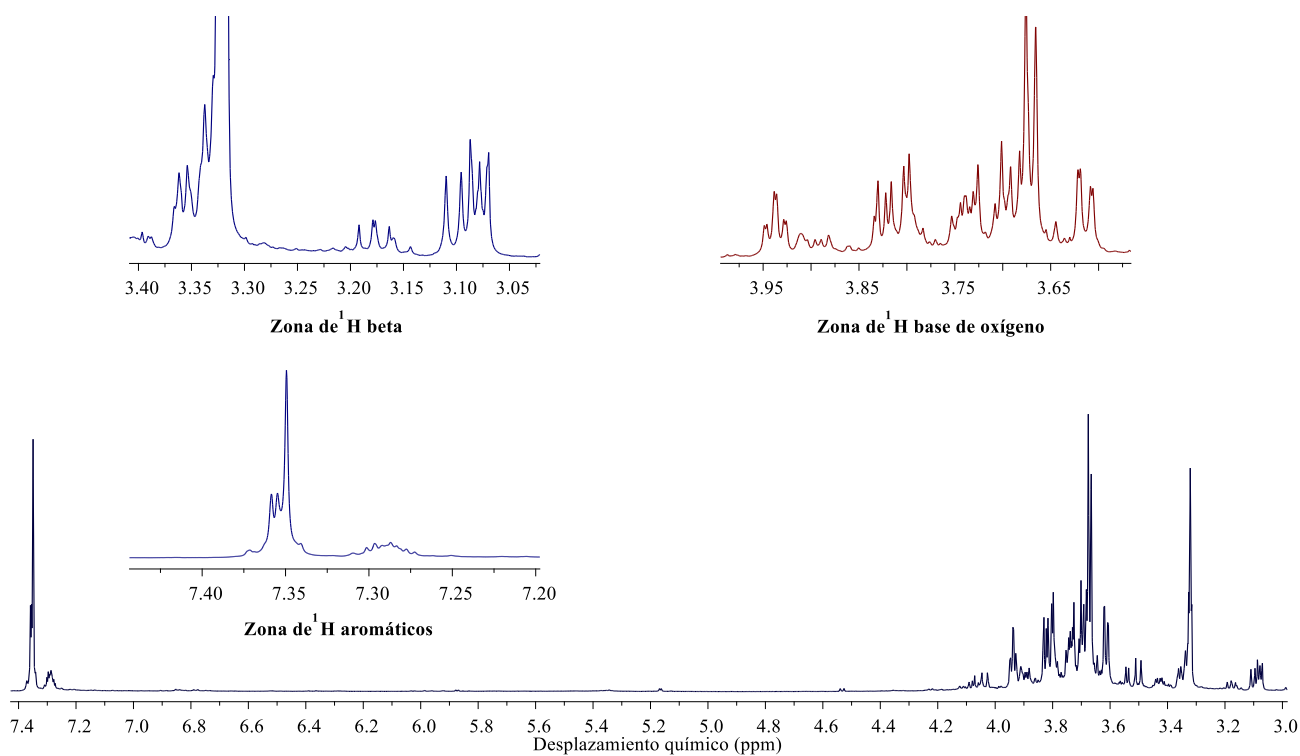 3.40 3.35 3.30 3.25 3.20 3.15 3.10 3.05
Zona de ¹H beta
3.95 3.85 3.75 3.65
Zona de ¹H base de oxígeno
7.40 7.35 7.30 7.25 7.20
Zona de ¹H aromáticos
7.4 7.2 7.0 6.8 6.6 6.4 6.2 6.0 5.8 5.6 5.4 5.2 5.0 4.8 4.6 4.4 4.2 4.0 3.8 3.6 3.4 3.2 3.0
Desplazamiento químico (ppm)